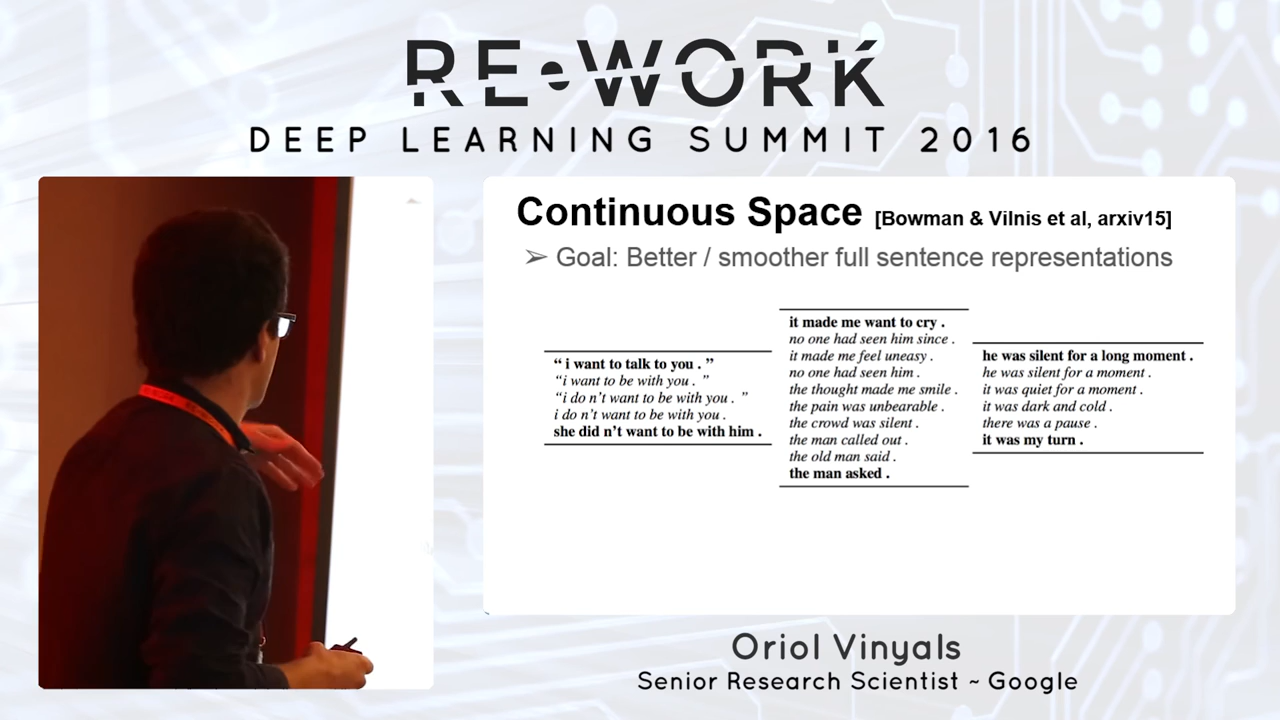 RE•WORK
DEEP LEARNING SUMMIT 2016
Continuous Space [Bowman & Vilnis et al, arxiv15]
➢ Goal: Better / smoother full sentence representations
“ i want to talk to you . ”
“i want to be with you . ”
“i do n’t want to be with you . ”
i do n’t want to be with you .
she did n’t want to be with him .
it made me want to cry .
no one had seen him since .
it made me feel uneasy .
no one had seen him .
the thought made me smile .
the pain was unbearable .
the crowd was silent .
the man called out .
the old man said .
the man asked .
he was silent for a long moment .
he was silent for a moment .
it was quiet for a moment .
it was dark and cold .
there was a pause .
it was my turn .
Oriol Vinyals
Senior Research Scientist ~ Google